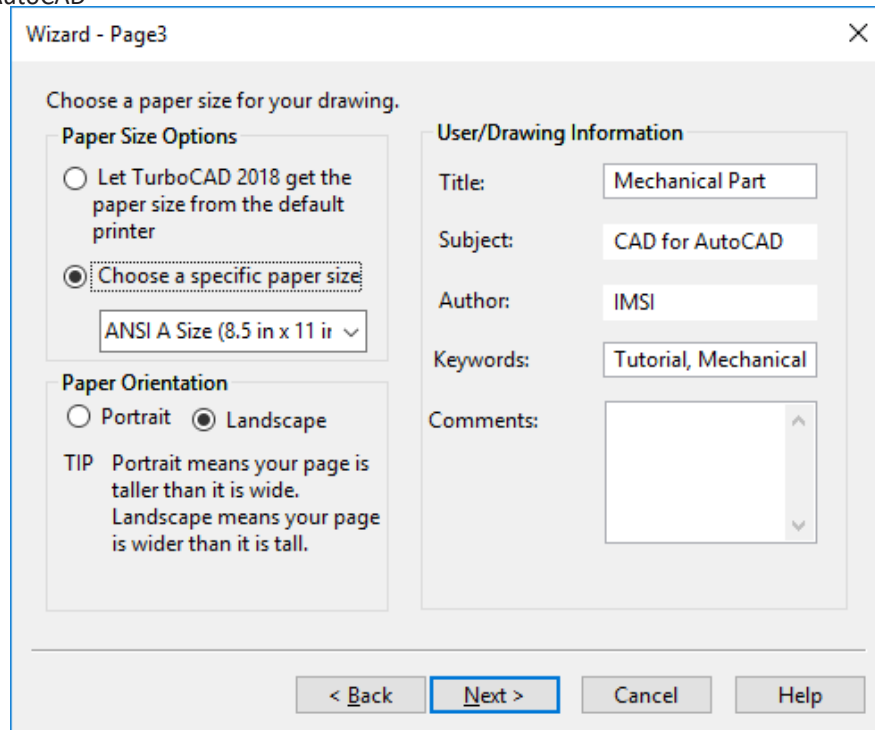 AutoCAD
Wizard - Page3
Choose a paper size for your drawing.
Paper Size Options
Let TurboCAD 2018 get the
paper size from the default
printer
Choose a specific paper size
ANSI A Size (8.5 in x 11 in
Paper Orientation
Portrait
Landscape
TIP Portrait means your page is
taller than it is wide.
Landscape means your page
is wider than it is tall.
User/Drawing Information
Title: Mechanical Part
Subject: CAD for AutoCAD
Author: IMSI
Keywords: Tutorial, Mechanical
Comments:
< Back
Next >
Cancel
Help